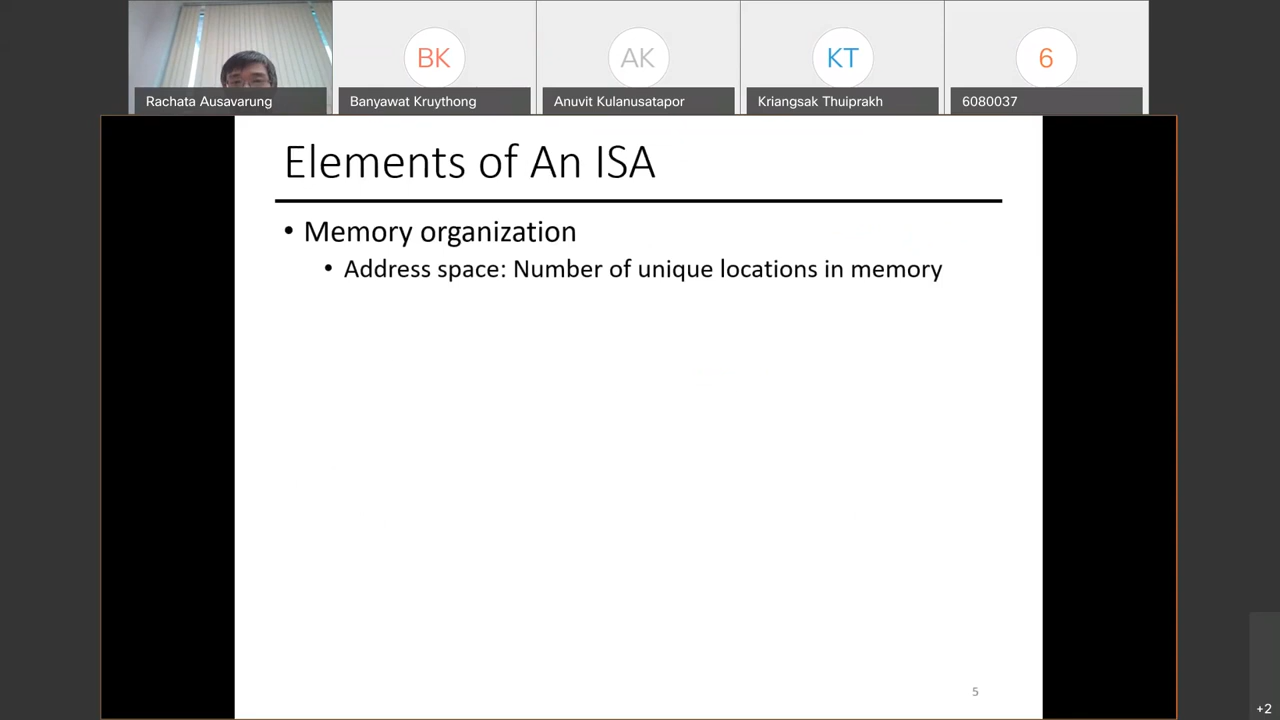 BK
AK
KT
6
Rachata Ausavarung
Banyawat Kruythong
Anuvit Kulanusatapor
Kriangsak Thuiprakh
6080037
Elements of An ISA
• Memory organization
• Address space: Number of unique locations in memory
5
+2